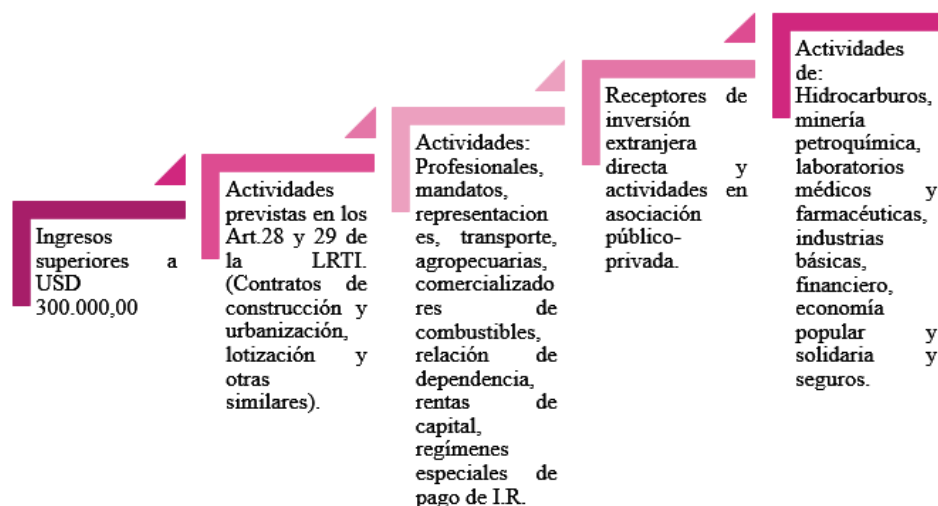 Ingresos
superiores a
USD
300.000,00
Actividades
previstas en los
Art.28 y 29 de
la LRTI.
(Contratos de
construcción y
urbanización,
lotización y
otras
similares).
Actividades:
Profesionales,
mandatos,
representacion
es, transporte,
agropecuarias,
comercializado
res de
combustibles,
relación de
dependencia,
rentas de
capital,
regímenes
especiales de
pago de I.R.
Receptores de
inversión
extranjera
directa y
actividades en
asociación
público-
privada.
Actividades
de:
Hidrocarburos,
minería
petroquímica,
laboratorios
médicos y
farmacéuticas,
industrias
básicas,
financiero,
economía
popular y
solidaria y
seguros.